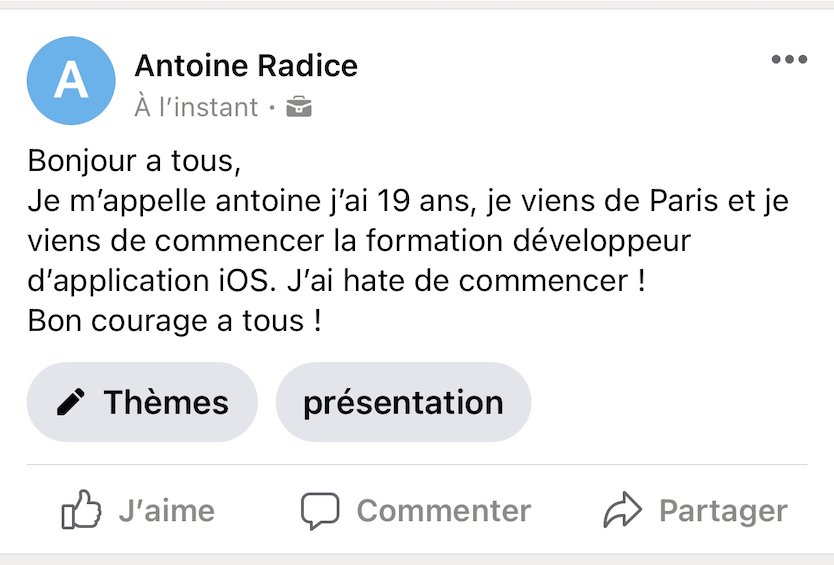 A
Antoine Radice
À l’instant ·
Bonjour a tous,
Je m’appelle antoine j’ai 19 ans, je viens de Paris et je
viens de commencer la formation développeur
d’application iOS. J’ai hate de commencer !
Bon courage a tous !
Thèmes présentation
J’aime Commenter Partager